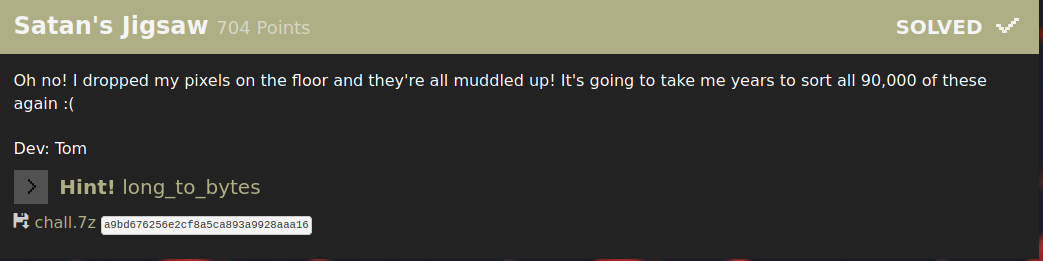 Satan's Jigsaw 704 Points
SOLVED
Oh no! I dropped my pixels on the floor and they're all muddled up! It's going to take me years to sort all 90,000 of these
again :(
Dev: Tom
Hint! long_to_bytes
chall.7z a9bd676256e2cf8a5ca893a9928aaa16